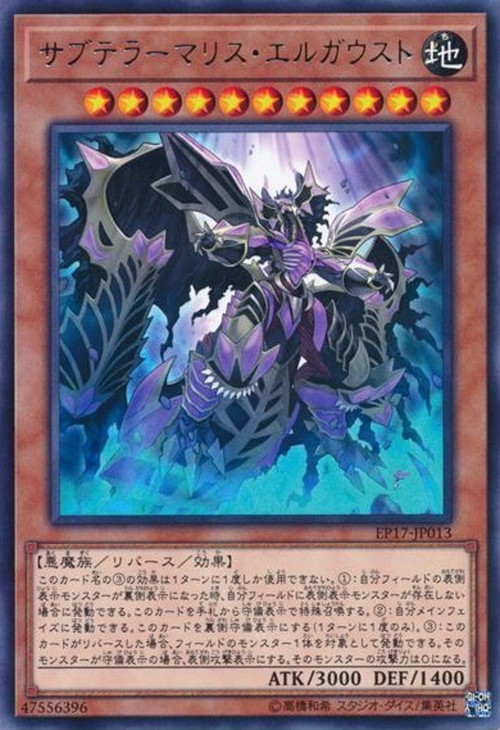 サブテラーマリス・エルガウスト
地
EP17-JP013
【悪魔族／リバース／効果】
このカード名の③の効果は１ターンに１度しか使用できない。①：自分フィールドの表側
表示モンスターが裏側表示になった時、自分フィールドに表側表示モンスターが存在しない
場合に発動できる。このカードを手札から守備表示で特殊召喚する。②：自分メインフェ
イズに発動できる。このカードを裏側守備表示にする(１ターンに１度のみ)。③：こ
のカードがリバースした場合、フィールドのモンスター１体を対象として発動できる。その
モンスターが守備表示の場合、表側攻撃表示にする。そのモンスターの攻撃力は０になる。
ATK/3000 DEF/1400
47556396
©高橋和希 スタジオ・ダイス/集英社